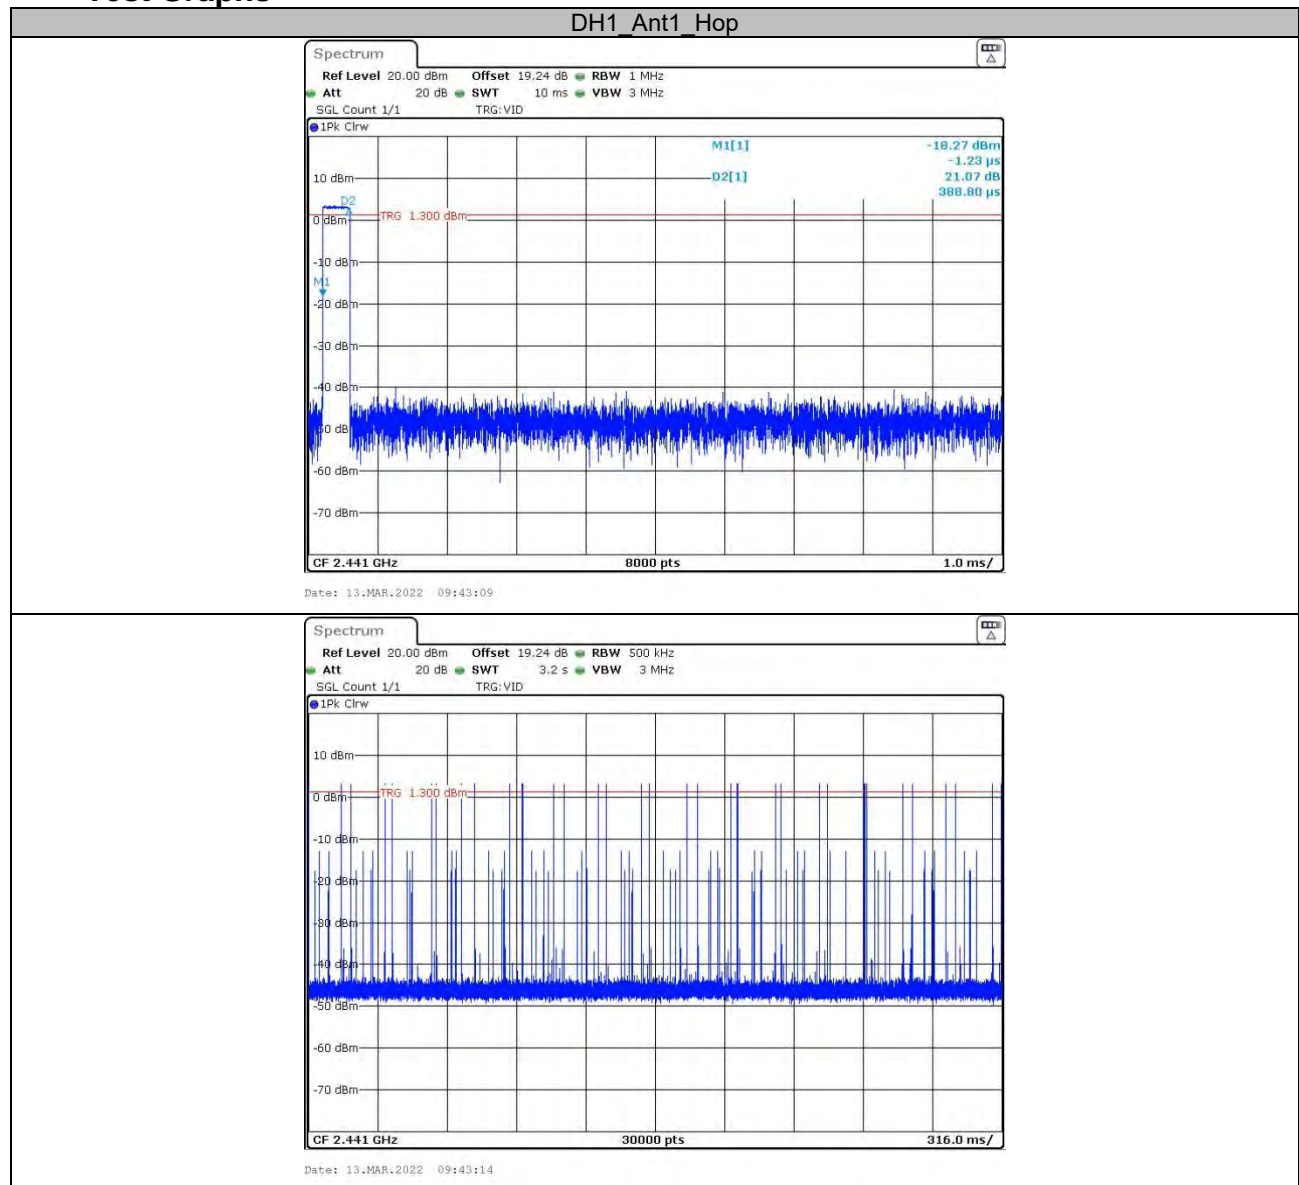 DH1_Ant1_Hop
Spectrum
Ref Level 20.00 dBm Offset 19.24 dB RBW 1 MHz
Att 20 dB SWT 10 ms VBW 3 MHz
SGL Count 1/1 TRG:VID
1Pk Clrw
M1[1] -18.27 dBm
-1.23 µs
D2[1] 21.07 dB
388.80 µs
10 dBm
D2
TRG 1.300 dBm
0 dBm
-10 dBm
M1
-20 dBm
-30 dBm
-40 dBm
-60 dBm
-70 dBm
CF 2.441 GHz 8000 pts 1.0 ms/
Date: 13.MAR.2022 09:43:09
Spectrum
Ref Level 20.00 dBm Offset 19.24 dB RBW 500 kHz
Att 20 dB SWT 3.2 s VBW 3 MHz
SGL Count 1/1 TRG:VID
1Pk Clrw
10 dBm
TRG 1.300 dBm
0 dBm
-10 dBm
-20 dBm
-30 dBm
-40 dBm
-50 dBm
-60 dBm
-70 dBm
CF 2.441 GHz 30000 pts 316.0 ms/
Date: 13.MAR.2022 09:43:14